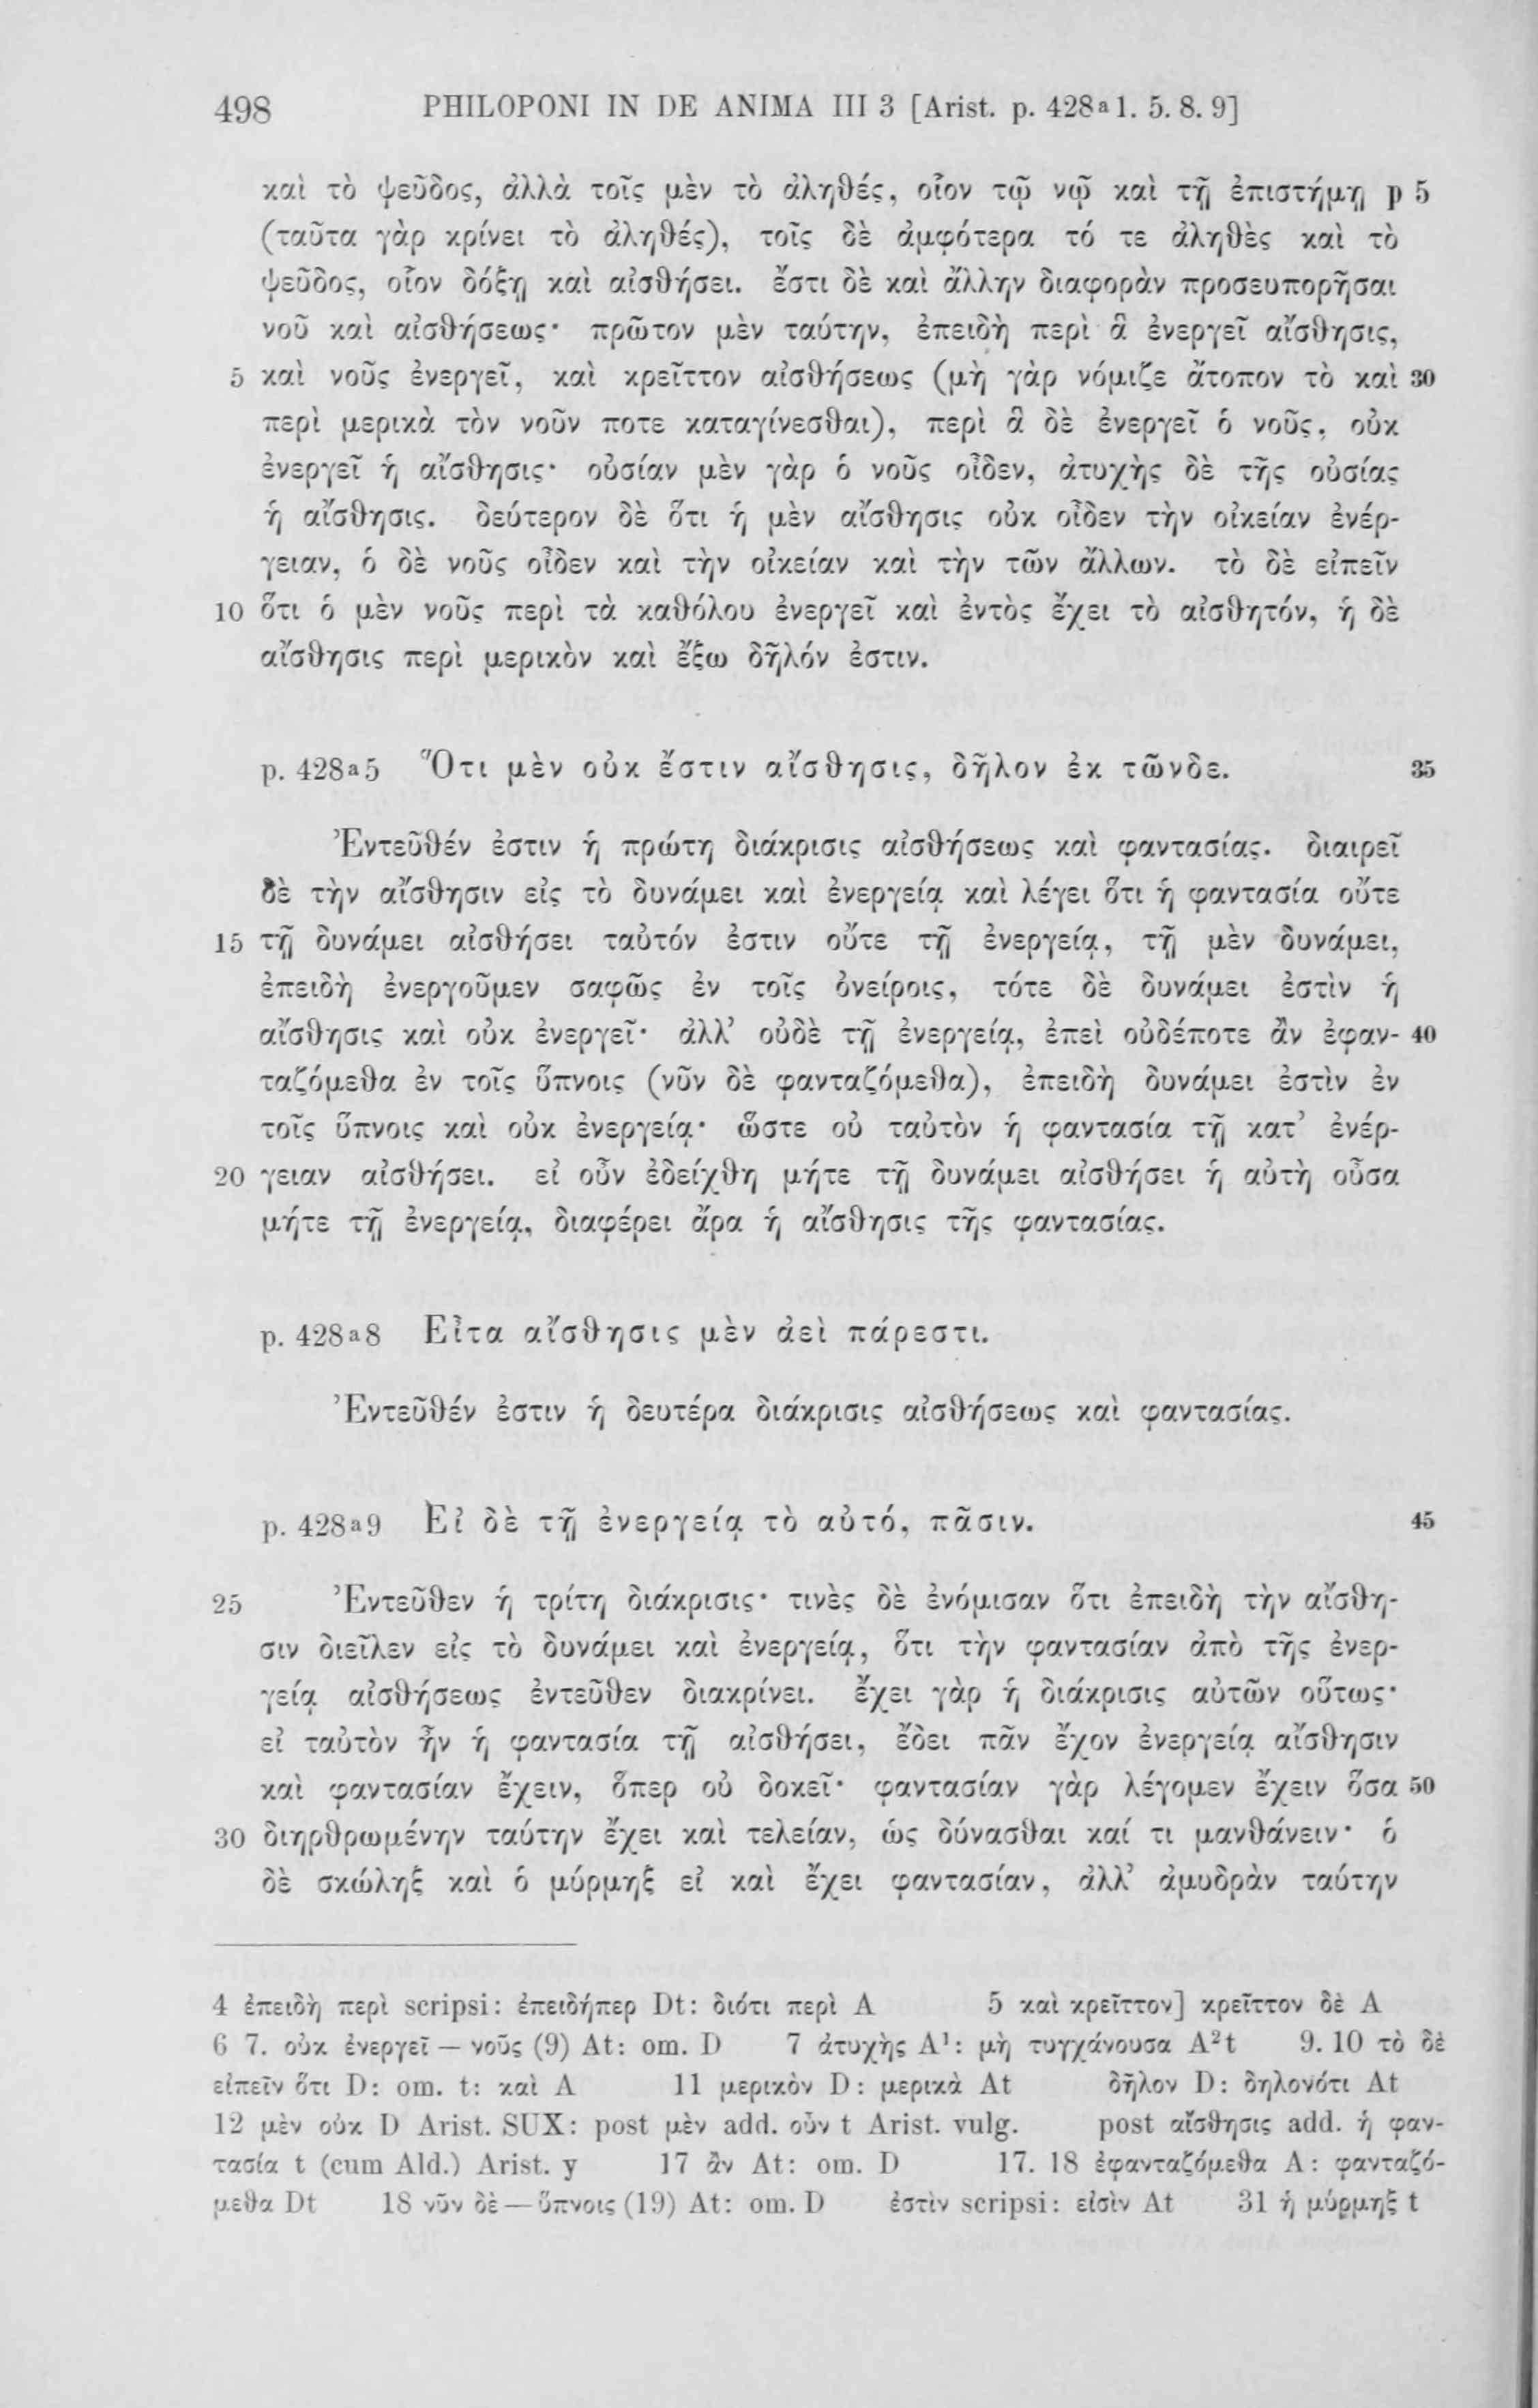 498 PHILOPONI IN DE ANIMA III 3 [Arist. p. 428a1. 5. 8. 9]
καὶ τὸ ψεῦδος, ἀλλὰ τοῖς μὲν τὸ ἀληθές, οἷον τῷ νῷ καὶ τῇ ἐπιστήμῃ p 5
(ταῦτα γὰρ κρίνει τὸ ἀληθές), τοῖς δὲ ἀμφότερα τό τε ἀληθὲς καὶ τὸ
ψεῦδος, οἷον δόξῃ καὶ αἰσθήσει. ἔστι δὲ καὶ ἄλλην διαφορὰν προσευπορῆσαι
νοῦ καὶ αἰσθήσεως· πρῶτον μὲν ταύτην, ἐπειδὴ περὶ ἃ ἐνεργεῖ αἴσθησις,
5 καὶ νοῦς ἐνεργεῖ, καὶ κρεῖττον αἰσθήσεως (μὴ γὰρ νόμιζε ἄτοπον τὸ καὶ 30
περὶ μερικὰ τὸν νοῦν ποτε καταγίνεσθαι), περὶ ἃ δὲ ἐνεργεῖ ὁ νοῦς, οὐκ
ἐνεργεῖ ἡ αἴσθησις· οὐσίαν μὲν γὰρ ὁ νοῦς οἶδεν, ἀτυχὴς δὲ τῆς οὐσίας
ἡ αἴσθησις. δεύτερον δὲ ὅτι ἡ μὲν αἴσθησις οὐκ οἶδεν τὴν οἰκείαν ἐνέρ-
γειαν, ὁ δὲ νοῦς οἶδεν καὶ τὴν οἰκείαν καὶ τὴν τῶν ἄλλων. τὸ δὲ εἰπεῖν
10 ὅτι ὁ μὲν νοῦς περὶ τὰ καθόλου ἐνεργεῖ καὶ ἐντὸς ἔχει τὸ αἰσθητόν, ἡ δὲ
αἴσθησις περὶ μερικὸν καὶ ἔξω δῆλόν ἐστιν.
p. 428a5 Ὅτι μὲν οὐκ ἔστιν αἴσθησις, δῆλον ἐκ τῶνδε. 35
Ἐντεῦθέν ἐστιν ἡ πρώτη διάκρισις αἰσθήσεως καὶ φαντασίας. διαιρεῖ
δὲ τὴν αἴσθησιν εἰς τὸ δυνάμει καὶ ἐνεργείᾳ καὶ λέγει ὅτι ἡ φαντασία οὔτε
15 τῇ δυνάμει αἰσθήσει ταὐτόν ἐστιν οὔτε τῇ ἐνεργείᾳ, τῇ μὲν δυνάμει,
ἐπειδὴ ἐνεργοῦμεν σαφῶς ἐν τοῖς ὀνείροις, τότε δὲ δυνάμει ἐστὶν ἡ
αἴσθησις καὶ οὐκ ἐνεργεῖ· ἀλλ’ οὐδὲ τῇ ἐνεργείᾳ, ἐπεὶ οὐδέποτε ἂν ἐφαν- 40
ταζόμεθα ἐν τοῖς ὕπνοις (νῦν δὲ φανταζόμεθα), ἐπειδὴ δυνάμει ἐστὶν ἐν
τοῖς ὕπνοις καὶ οὐκ ἐνεργείᾳ· ὥστε οὐ ταὐτὸν ἡ φαντασία τῇ κατ’ ἐνέρ-
20 γειαν αἰσθήσει. εἰ οὖν ἐδείχθη μήτε τῇ δυνάμει αἰσθήσει ἡ αὐτὴ οὖσα
μήτε τῇ ἐνεργείᾳ, διαφέρει ἄρα ἡ αἴσθησις τῆς φαντασίας.
p. 428a8 Εἶτα αἴσθησις μὲν ἀεὶ πάρεστι.
Ἐντεῦθέν ἐστιν ἡ δευτέρα διάκρισις αἰσθήσεως καὶ φαντασίας.
p. 428a9 Εἰ δὲ τῇ ἐνεργείᾳ τὸ αὐτό, πᾶσιν. 45
25 Ἐντεῦθεν ἡ τρίτη διάκρισις· τινὲς δὲ ἐνόμισαν ὅτι ἐπειδὴ τὴν αἴσθη-
σιν διεῖλεν εἰς τὸ δυνάμει καὶ ἐνεργείᾳ, ὅτι τὴν φαντασίαν ἀπὸ τῆς ἐνερ-
γείᾳ αἰσθήσεως ἐντεῦθεν διακρίνει. ἔχει γὰρ ἡ διάκρισις αὐτῶν οὕτως·
εἰ ταὐτὸν ἦν ἡ φαντασία τῇ αἰσθήσει, ἔδει πᾶν ἔχον ἐνεργείᾳ αἴσθησιν
καὶ φαντασίαν ἔχειν, ὅπερ οὐ δοκεῖ· φαντασίαν γὰρ λέγομεν ἔχειν ὅσα 50
30 διηρθρωμένην ταύτην ἔχει καὶ τελείαν, ὡς δύνασθαι καί τι μανθάνειν· ὁ
δὲ σκώληξ καὶ ὁ μύρμηξ εἰ καὶ ἔχει φαντασίαν, ἀλλ’ ἀμυδρὰν ταύτην
4 ἐπειδὴ περὶ scripsi: ἐπειδήπερ Dt: διότι περὶ A 5 καὶ κρεῖττον] κρεῖττον δὲ A
6 7. οὐκ ἐνεργεῖ — νοῦς (9) At: om. D 7 ἀτυχὴς A¹: μὴ τυγχάνουσα A²t 9. 10 τὸ δὲ
εἰπεῖν ὅτι D: om. t: καὶ A 11 μερικὸν D: μερικὰ At δῆλον D: δηλονότι At
12 μὲν οὐκ D Arist. SUX: post μὲν add. οὖν t Arist. vulg. post αἴσθησις add. ἡ φαν-
τασία t (cum Ald.) Arist. y 17 ἂν At: om. D 17. 18 ἐφανταζόμεθα A: φανταζό-
μεθα Dt 18 νῦν δὲ — ὕπνοις (19) At: om. D ἐστὶν scripsi: εἰσὶν At 31 ἡ μύρμηξ t